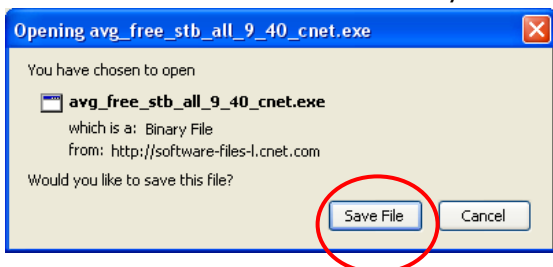 Opening avg_free_stb_all_9_40_cnet.exe
You have chosen to open
avg_free_stb_all_9_40_cnet.exe
which is a: Binary File
from: http://software-files-l.cnet.com
Would you like to save this file?
Save File Cancel